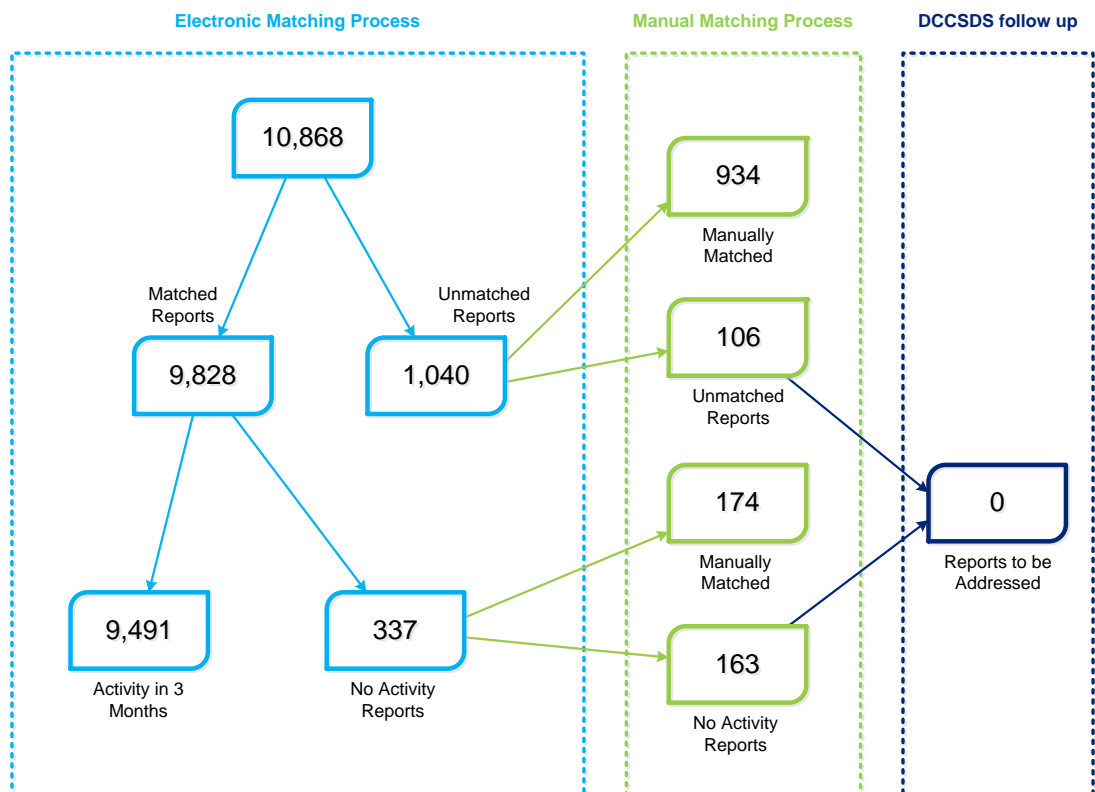 Electronic Matching Process
Manual Matching Process
DCCSDS follow up
10,868
Matched
Reports
9,828
Unmatched
Reports
1,040
9,491
Activity in 3
Months
337
No Activity
Reports
934
Manually
Matched
106
Unmatched
Reports
174
Manually
Matched
163
No Activity
Reports
0
Reports to be
Addressed